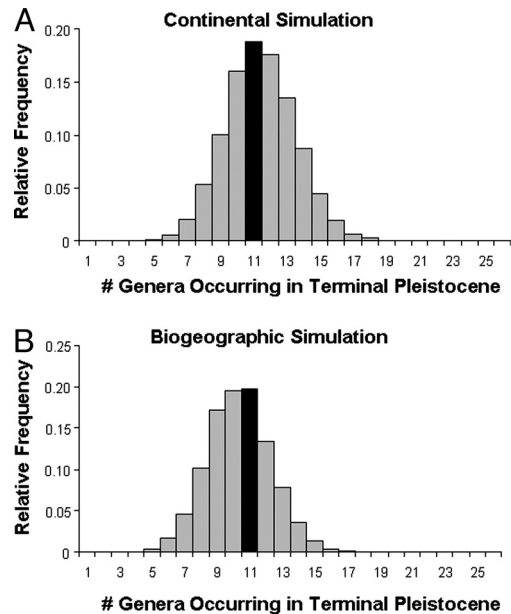 A
Continental Simulation
Relative Frequency
0.20
0.15
0.10
0.05
0
1 3 5 7 9 11 13 15 17 19 21 23 25
# Genera Occurring in Terminal Pleistocene
B
Biogeographic Simulation
Relative Frequency
0.25
0.20
0.15
0.10
0.05
0
1 3 5 7 9 11 13 15 17 19 21 23 25
# Genera Occurring in Terminal Pleistocene